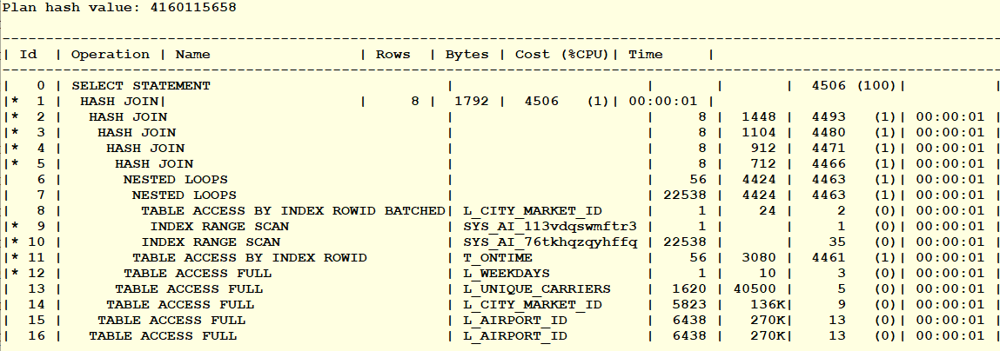 Plan hash value: 4160115658
--------------------------------------------------------------------------------------------------------------------
| Id  | Operation | Name                    | Rows  | Bytes | Cost (%CPU)| Time     |
--------------------------------------------------------------------------------------------------------------------
|   0 | SELECT STATEMENT                           |                      |       |       |  4506 (100)|          |
|*  1 |  HASH JOIN|                      |     8 |  1792 |  4506   (1)| 00:00:01 |
|*  2 |   HASH JOIN                                |                      |     8 |  1448 |  4493   (1)| 00:00:01 |
|*  3 |    HASH JOIN                               |                      |     8 |  1104 |  4480   (1)| 00:00:01 |
|*  4 |     HASH JOIN                              |                      |     8 |   912 |  4471   (1)| 00:00:01 |
|*  5 |      HASH JOIN                             |                      |     8 |   712 |  4466   (1)| 00:00:01 |
|   6 |       NESTED LOOPS                         |                      |    56 |  4424 |  4463   (1)| 00:00:01 |
|   7 |        NESTED LOOPS                        |                      | 22538 |  4424 |  4463   (1)| 00:00:01 |
|   8 |         TABLE ACCESS BY INDEX ROWID BATCHED| L_CITY_MARKET_ID     |     1 |    24 |     2   (0)| 00:00:01 |
|*  9 |          INDEX RANGE SCAN                  | SYS_AI_113vdqswmftr3 |     1 |       |     1   (0)| 00:00:01 |
|* 10 |         INDEX RANGE SCAN                   | SYS_AI_76tkhqzqyhffq | 22538 |       |    35   (0)| 00:00:01 |
|* 11 |        TABLE ACCESS BY INDEX ROWID         | T_ONTIME             |    56 |  3080 |  4461   (1)| 00:00:01 |
|* 12 |       TABLE ACCESS FULL                    | L_WEEKDAYS           |     1 |    10 |     3   (0)| 00:00:01 |
|  13 |      TABLE ACCESS FULL                     | L_UNIQUE_CARRIERS    |  1620 | 40500 |     5   (0)| 00:00:01 |
|  14 |     TABLE ACCESS FULL                      | L_CITY_MARKET_ID     |  5823 |   136K|     9   (0)| 00:00:01 |
|  15 |    TABLE ACCESS FULL                       | L_AIRPORT_ID         |  6438 |   270K|    13   (0)| 00:00:01 |
|  16 |   TABLE ACCESS FULL                        | L_AIRPORT_ID         |  6438 |   270K|    13   (0)| 00:00:01 |